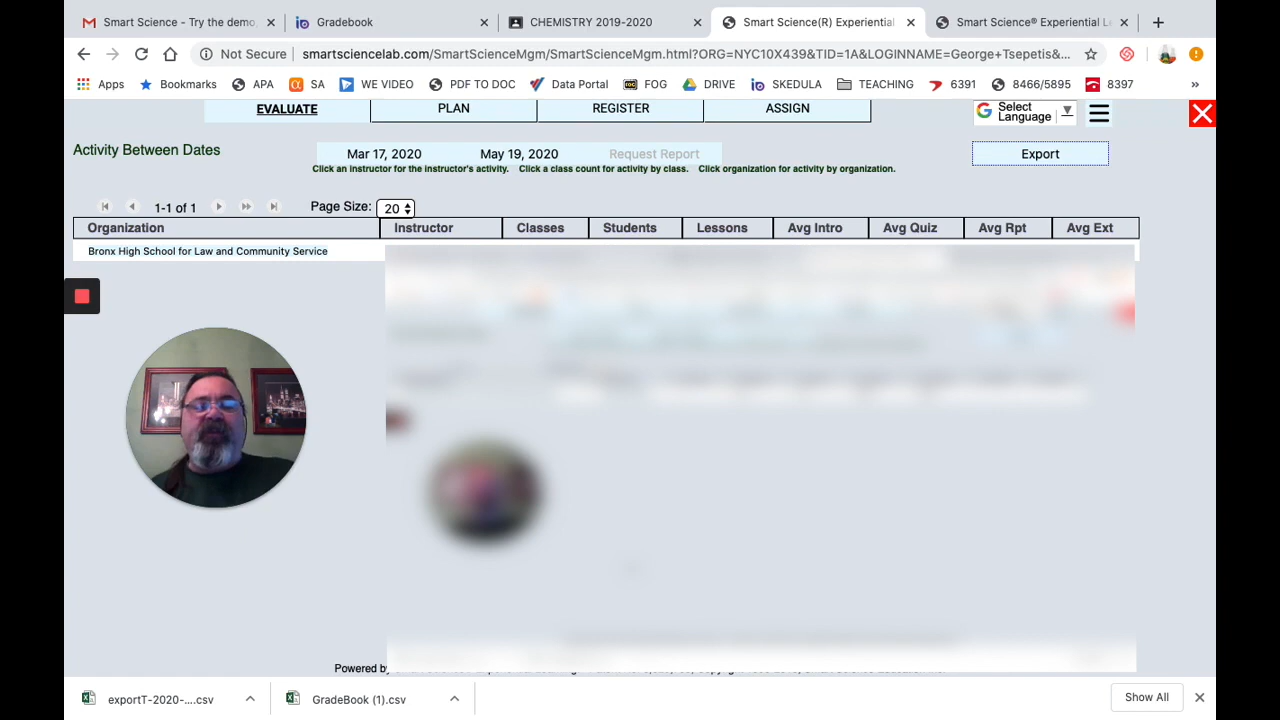 Smart Science - Try the demo,
Gradebook
CHEMISTRY 2019-2020
Smart Science(R) Experiential
Smart Science® Experiential Le
Not Secure
smartsciencelab.com/SmartScienceMgm/SmartScienceMgm.html?ORG=NYC10X439&TID=1A&LOGINNAME=George+Tsepetis&...
Apps
Bookmarks
APA
SA
WE VIDEO
PDF TO DOC
Data Portal
FOG
DRIVE
SKEDULA
TEACHING
6391
8466/5895
8397
»
EVALUATE
PLAN
REGISTER
ASSIGN
Select
Language
Activity Between Dates
Mar 17, 2020
May 19, 2020
Request Report
Export
Click an instructor for the instructor's activity. Click a class count for activity by class. Click organization for activity by organization.
1-1 of 1
Page Size:
20
Organization
Instructor
Classes
Students
Lessons
Avg Intro
Avg Quiz
Avg Rpt
Avg Ext
Bronx High School for Law and Community Service
Powered by
exportT-2020-....csv
GradeBook (1).csv
Show All